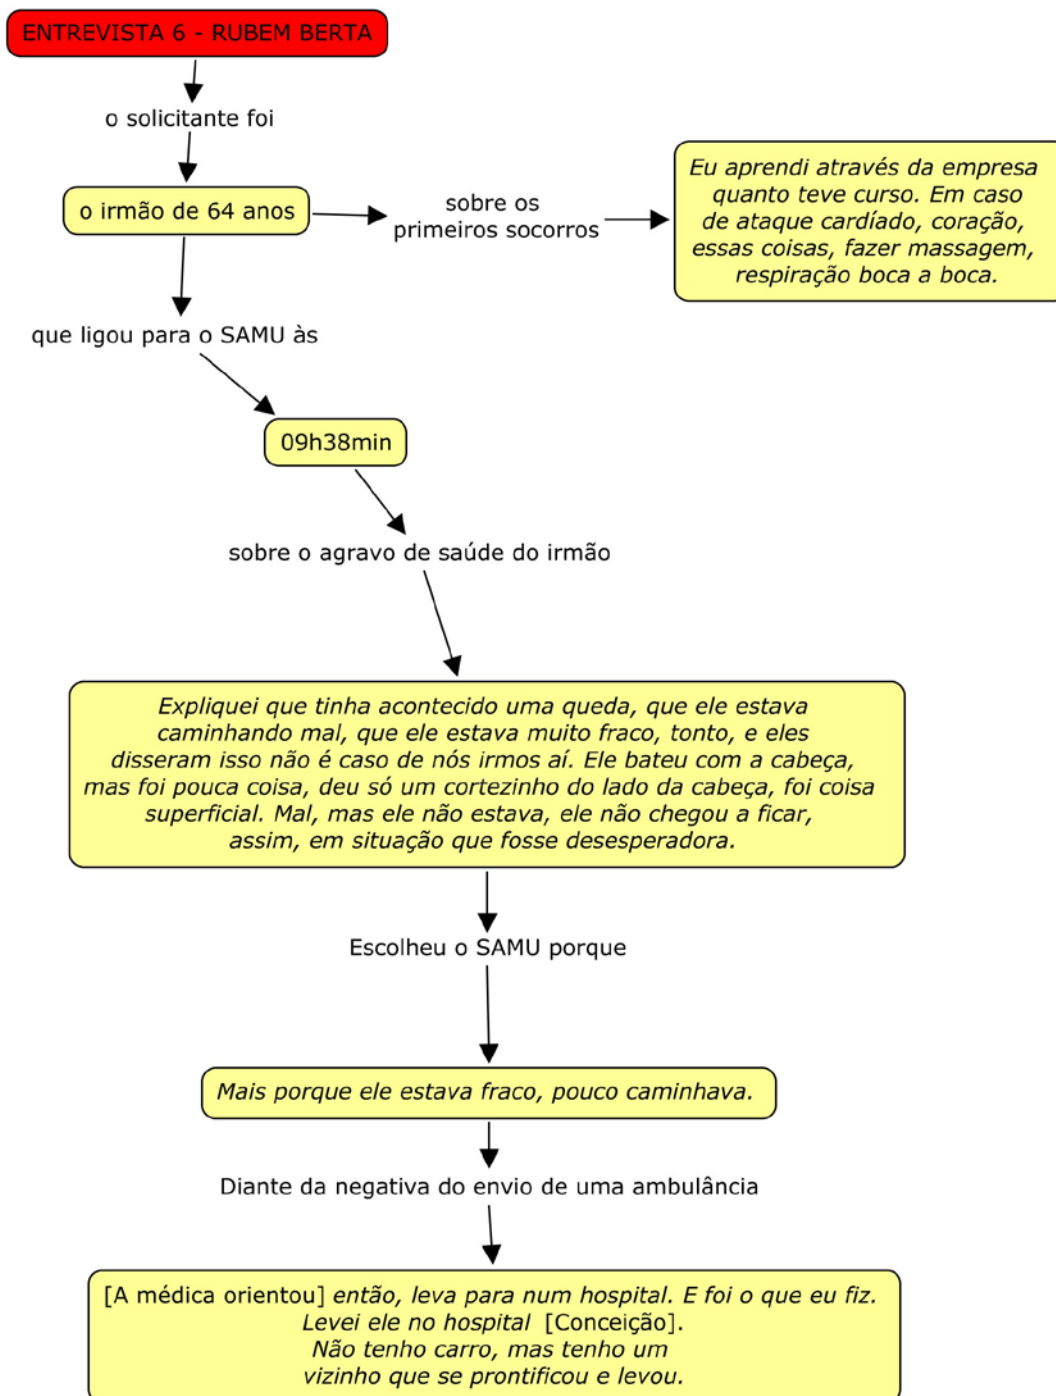 ENTREVISTA 6 - RUBEM BERTA
o solicitante foi
o irmão de 64 anos
sobre os
primeiros socorros
Eu aprendi através da empresa
quanto teve curso. Em caso
de ataque cardíado, coração,
essas coisas, fazer massagem,
respiração boca a boca.
que ligou para o SAMU às
09h38min
sobre o agravo de saúde do irmão
Expliquei que tinha acontecido uma queda, que ele estava
caminhando mal, que ele estava muito fraco, tonto, e eles
disseram isso não é caso de nós irmos aí. Ele bateu com a cabeça,
mas foi pouca coisa, deu só um cortezinho do lado da cabeça, foi coisa
superficial. Mal, mas ele não estava, ele não chegou a ficar,
assim, em situação que fosse desesperadora.
Escolheu o SAMU porque
Mais porque ele estava fraco, pouco caminhava.
Diante da negativa do envio de uma ambulância
[A médica orientou] então, leva para num hospital. E foi o que eu fiz.
Levei ele no hospital [Conceição].
Não tenho carro, mas tenho um
vizinho que se prontificou e levou.